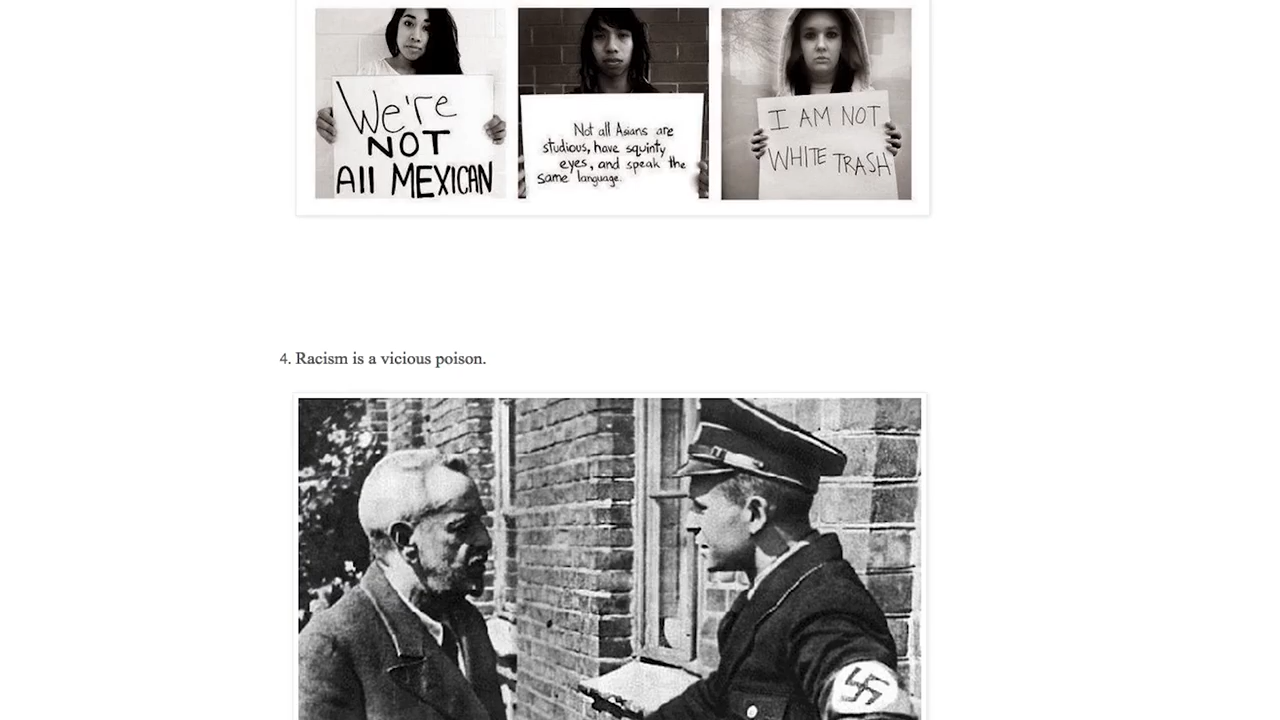 We're
NOT
All MEXICAN
Not all Asians are
studious, have squinty
eyes, and speak the
same language.
I AM NOT
WHITE TRASH
4. Racism is a vicious poison.